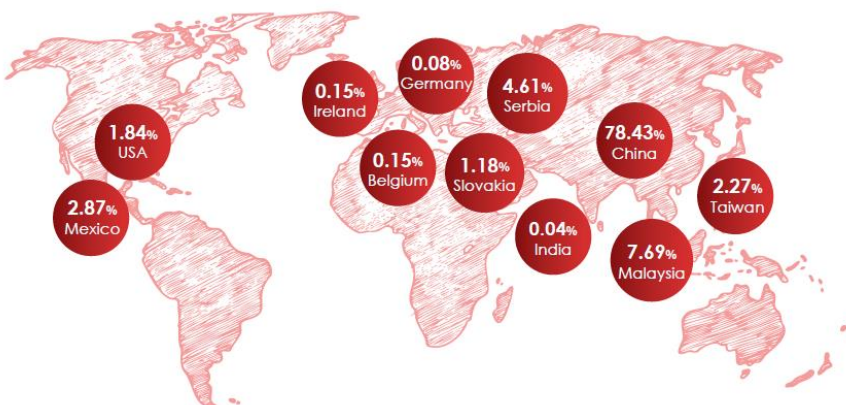 0.08%
Germany
0.15%
Ireland
4.61%
Serbia
1.84%
USA
78.43%
China
0.15%
Belgium
1.18%
Slovakia
2.27%
Taiwan
2.87%
Mexico
0.04%
India
7.69%
Malaysia